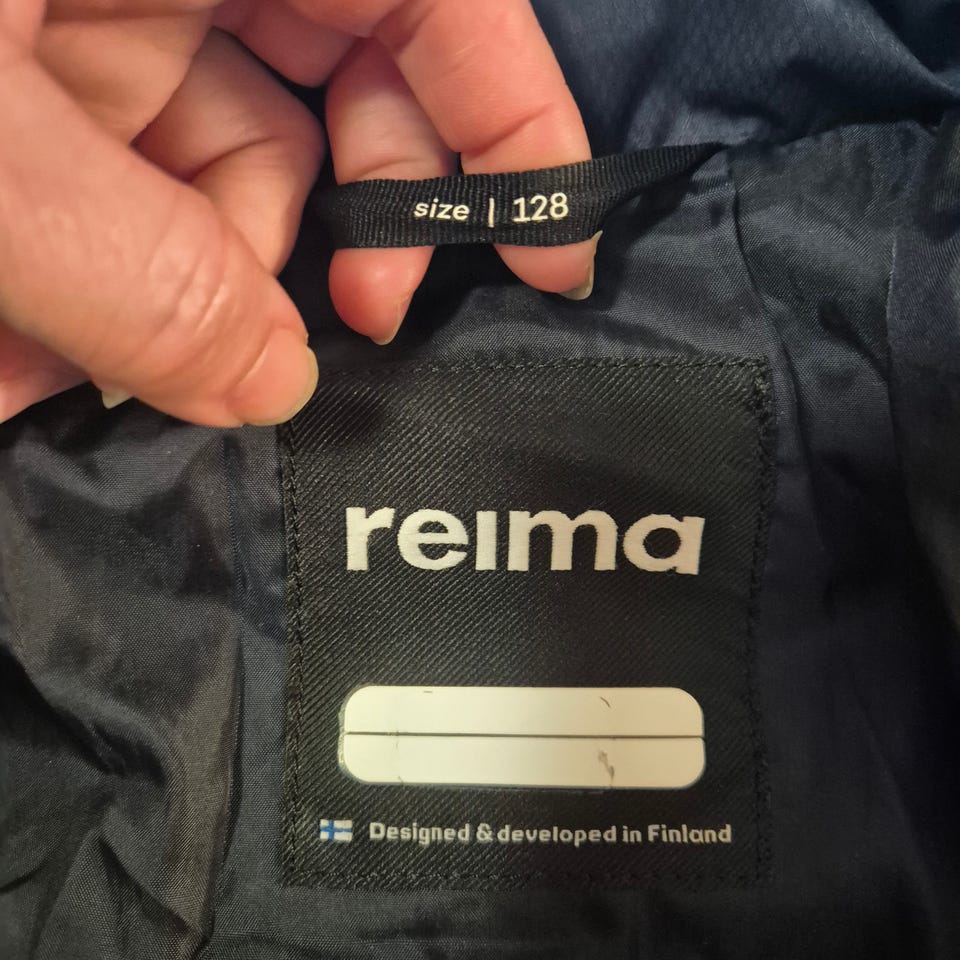 size | 128
reima
Designed & developed in Finland